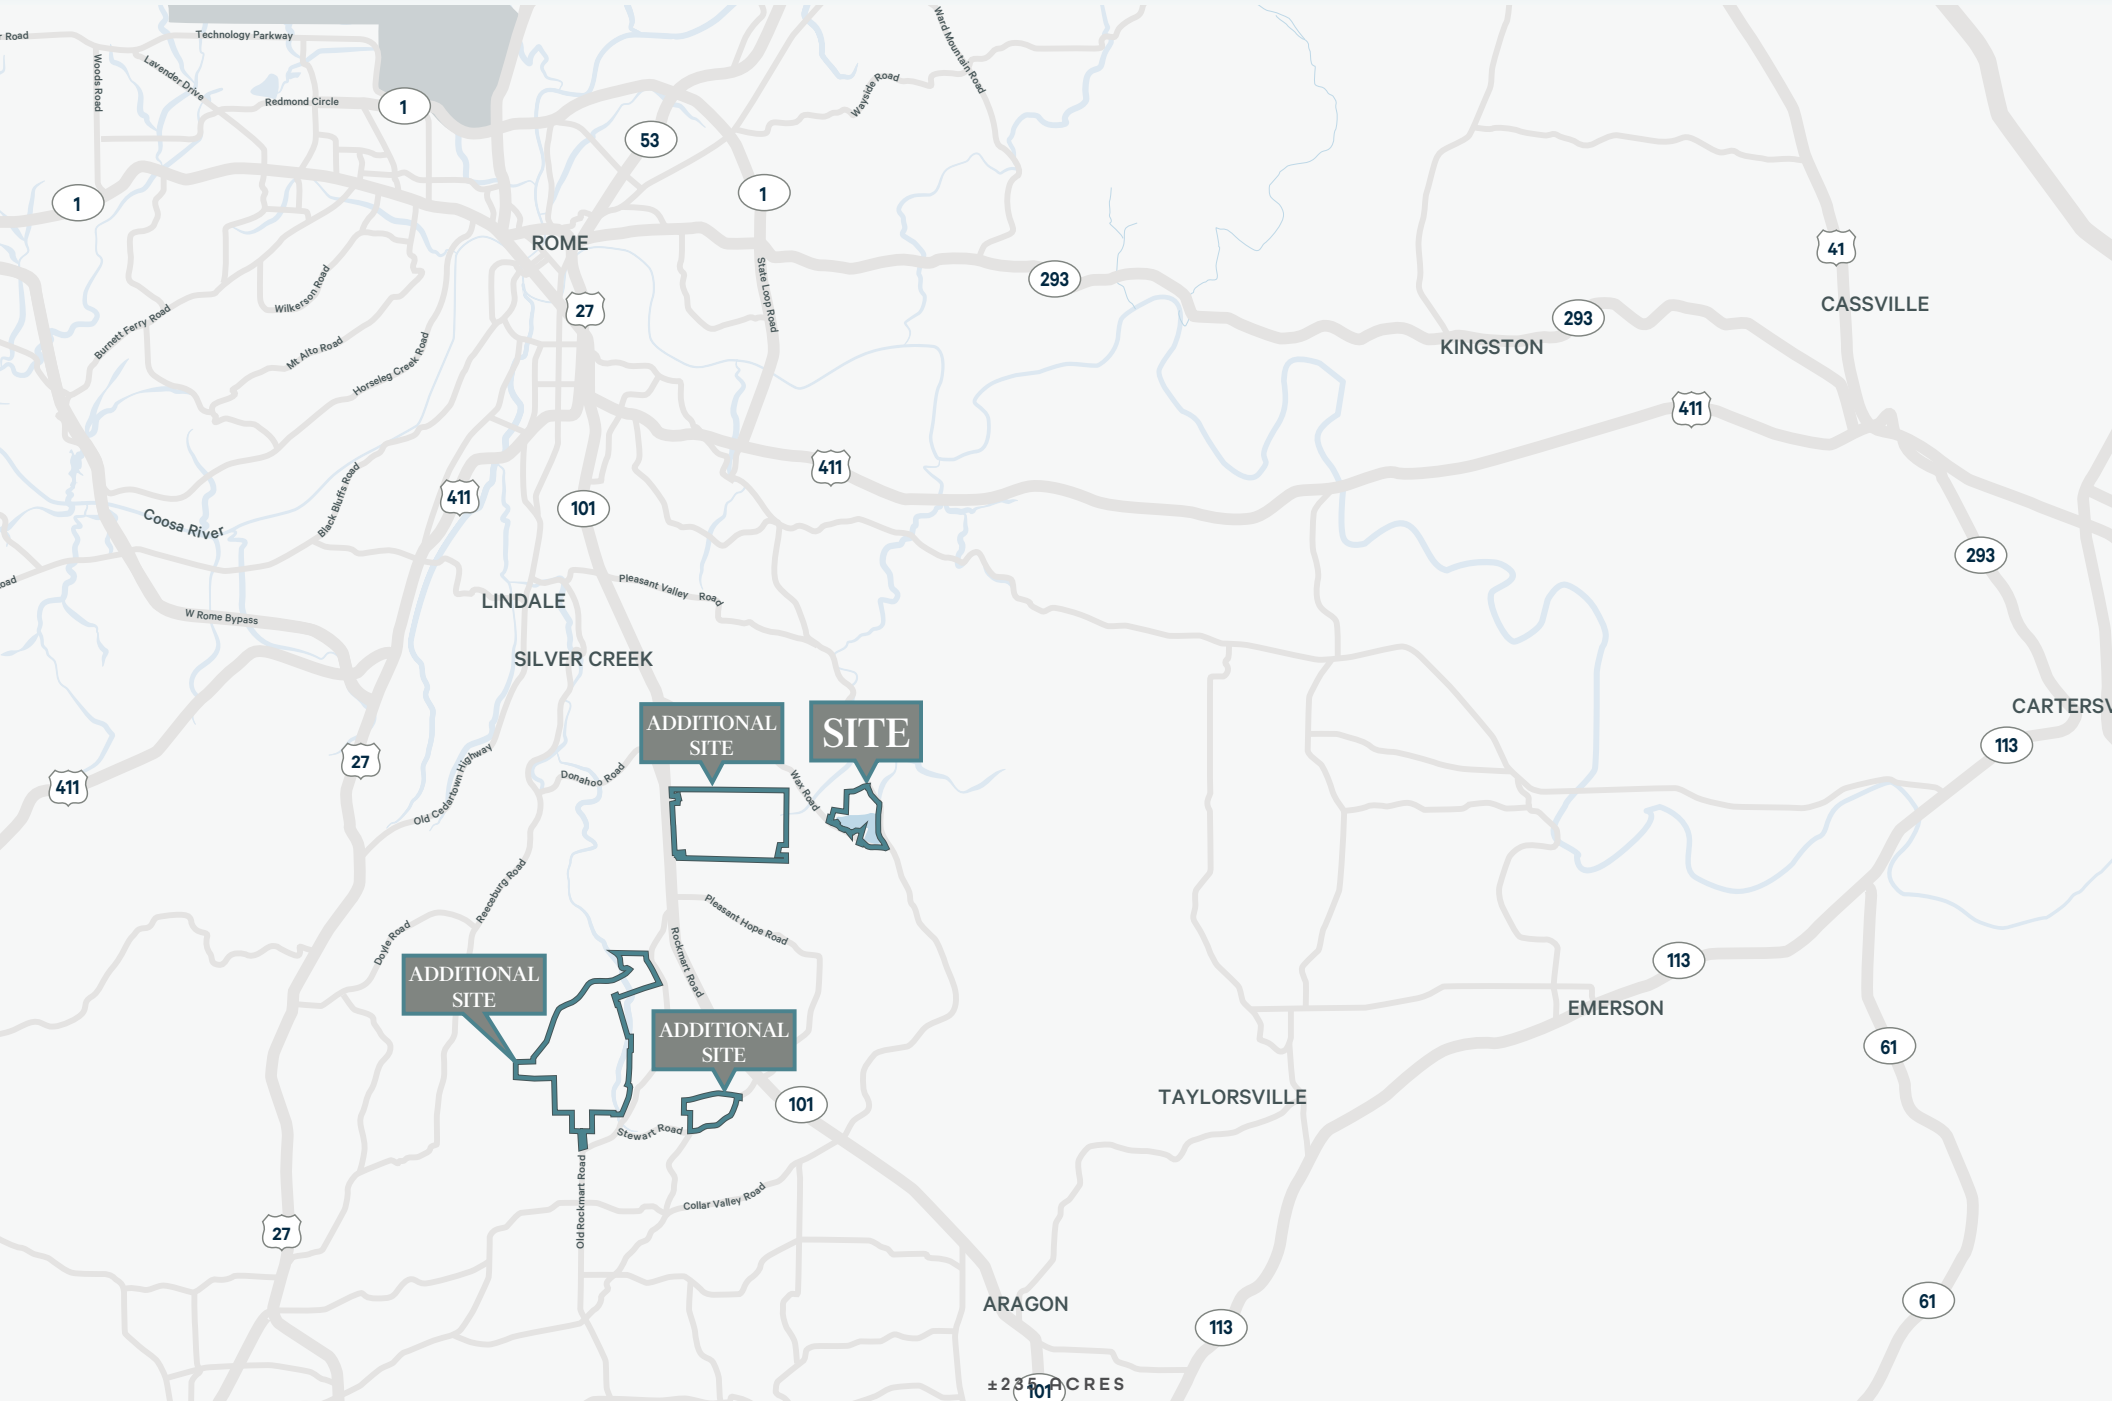 r Road
Technology Parkway
Woods Road
Lavender Drive
Redmond Circle
1
53
Wayside Road
Ward Mountain Road
1
1
ROME
41
293
State Loop Road
Wilkerson Road
27
CASSVILLE
293
Burnett Ferry Road
Mt Alto Road
KINGSTON
Horseleg Creek Road
411
411
411
Black Bluffs Road
101
Coosa River
293
oad
Pleasant Valley Road
LINDALE
W Rome Bypass
SILVER CREEK
CARTERSV
ADDITIONAL
SITE
SITE
113
27
Donahoo Road
Wax Road
411
Old Cedartown Highway
Reeceburg Road
Doyle Road
Pleasant Hope Road
Rockmart Road
113
ADDITIONAL
SITE
EMERSON
ADDITIONAL
SITE
61
TAYLORSVILLE
101
Stewart Road
Old Rockmart Road
Collar Valley Road
27
ARAGON
61
113
±235 ACRES
101